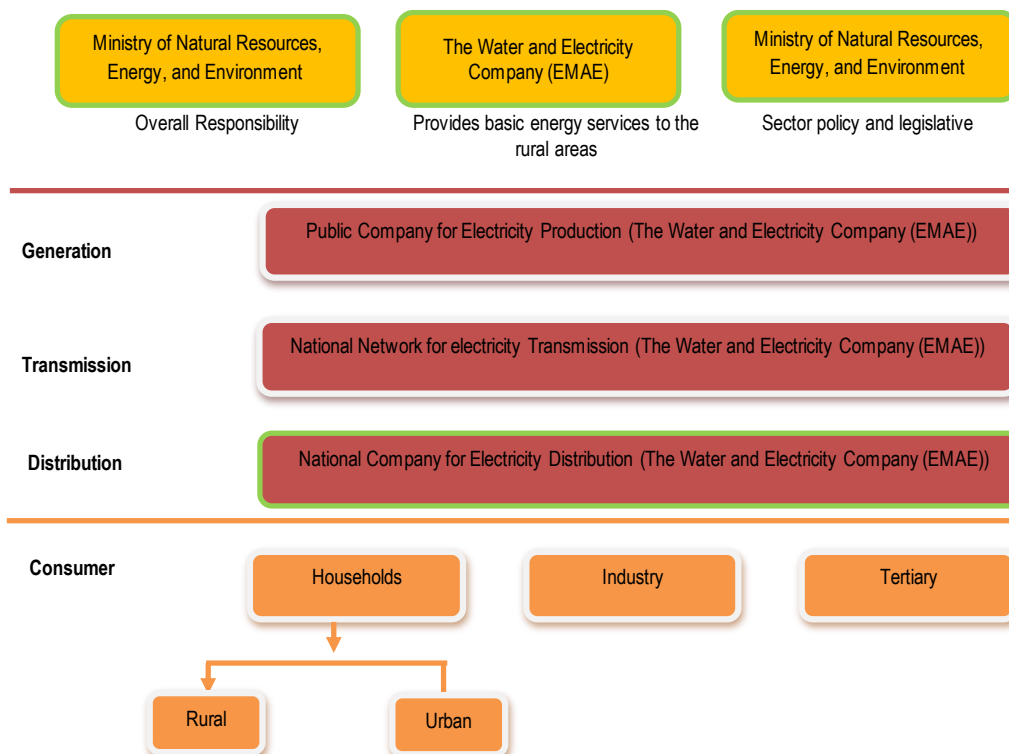 Ministry of Natural Resources,
Energy, and Environment
The Water and Electricity
Company (EMAE)
Ministry of Natural Resources,
Energy, and Environment
Overall Responsibility
Provides basic energy services to the
rural areas
Sector policy and legislative
Generation
Public Company for Electricity Production (The Water and Electricity Company (EMAE))
Transmission
National Network for electricity Transmission (The Water and Electricity Company (EMAE))
Distribution
National Company for Electricity Distribution (The Water and Electricity Company (EMAE))
Consumer
Households
Industry
Tertiary
Rural
Urban